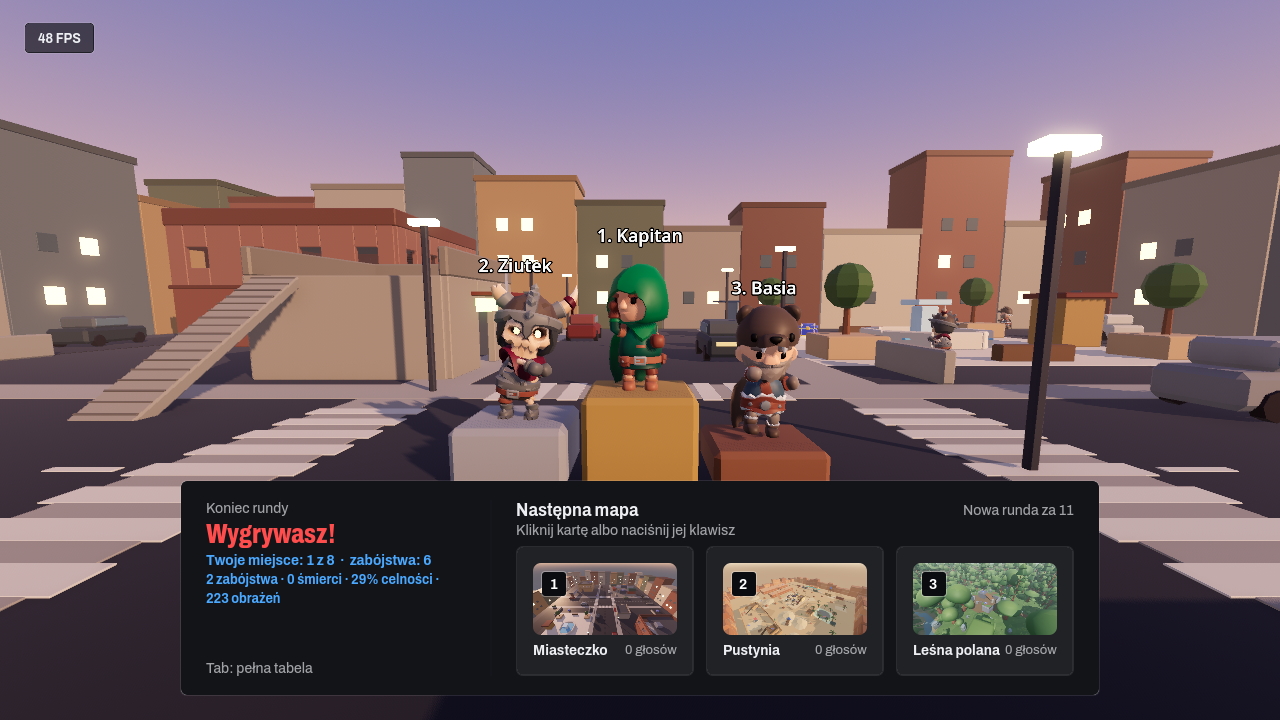 48 FPS
1. Kapitan
2. Ziutek
3. Basia
Koniec rundy
Wygrywasz!
Twoje miejsce: 1 z 8 · zabójstwa: 6
2 zabójstwa · 0 śmierci · 29% celności ·
223 obrażeń
Tab: pełna tabela
Następna mapa
Nowa runda za 11
Kliknij kartę albo naciśnij jej klawisz
1
Miasteczko 0 głosów
2
Pustynia 0 głosów
3
Leśna polana 0 głosów